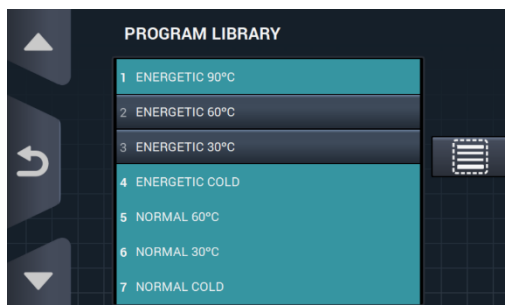 PROGRAM LIBRARY
1 ENERGETIC 90ºC
2 ENERGETIC 60ºC
3 ENERGETIC 30ºC
4 ENERGETIC COLD
5 NORMAL 60ºC
6 NORMAL 30ºC
7 NORMAL COLD